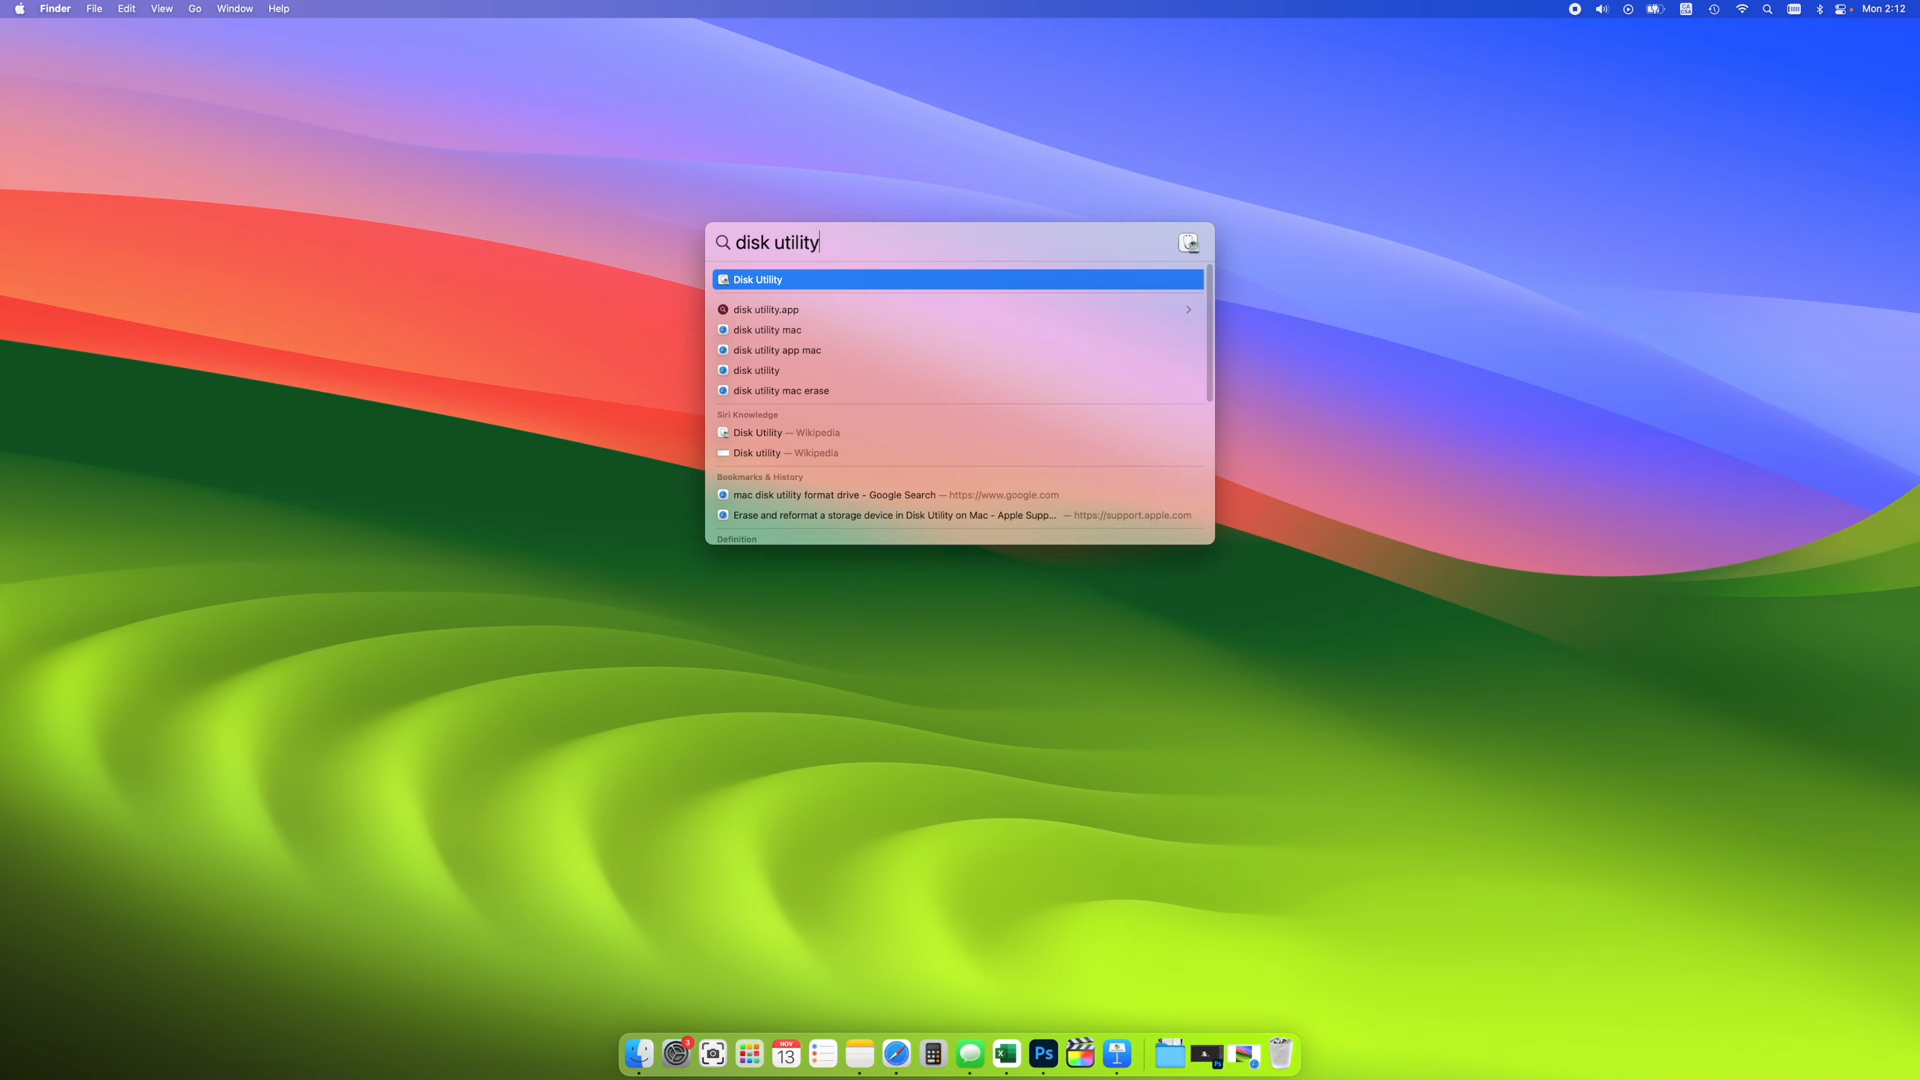 Finder File Edit View Go Window Help Mon 2:12
disk utility
Disk Utility
disk utility.app
disk utility mac
disk utility app mac
disk utility
disk utility mac erase
Siri Knowledge
Disk Utility — Wikipedia
Disk utility — Wikipedia
Bookmarks & History
mac disk utility format drive - Google Search — https://www.google.com
Erase and reformat a storage device in Disk Utility on Mac - Apple Supp... — https://support.apple.com
Definition
3
NOV
13
Ps